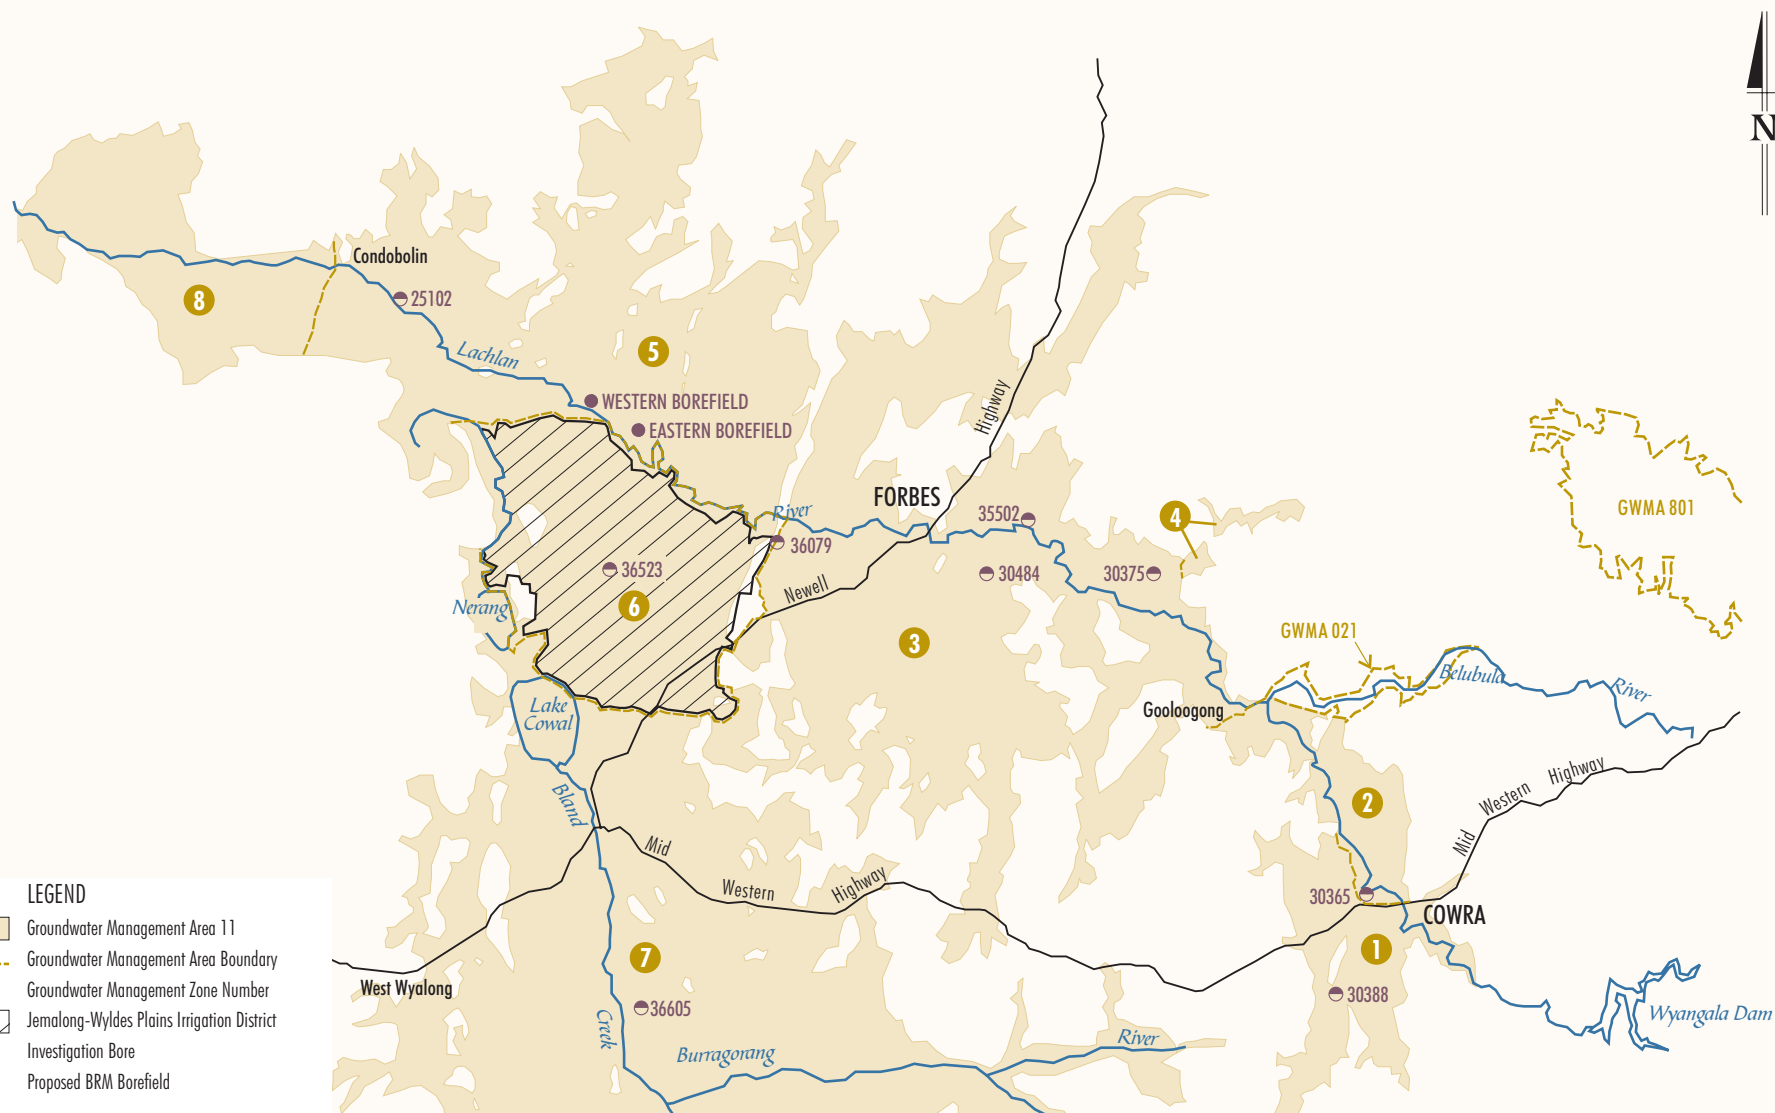 N
Condobolin
25102
8
Lachlan
5
WESTERN BOREFIELD
EASTERN BOREFIELD
Highway
FORBES
River
35502
4
GWMA 801
36079
36523
30484
30375
Newell
Nerang
6
3
GWMA 021
Belubula
River
Gooloogong
Lake
Cowal
Bland
2
Western
Highway
Mid
Mid
Western
Highway
30365
COWRA
1
7
West Wyalong
30388
36605
Creek
Wyangala Dam
Burragorang
River
LEGEND
Groundwater Management Area 11
Groundwater Management Area Boundary
Groundwater Management Zone Number
Jemalong-Wyldes Plains Irrigation District
Investigation Bore
Proposed BRM Borefield